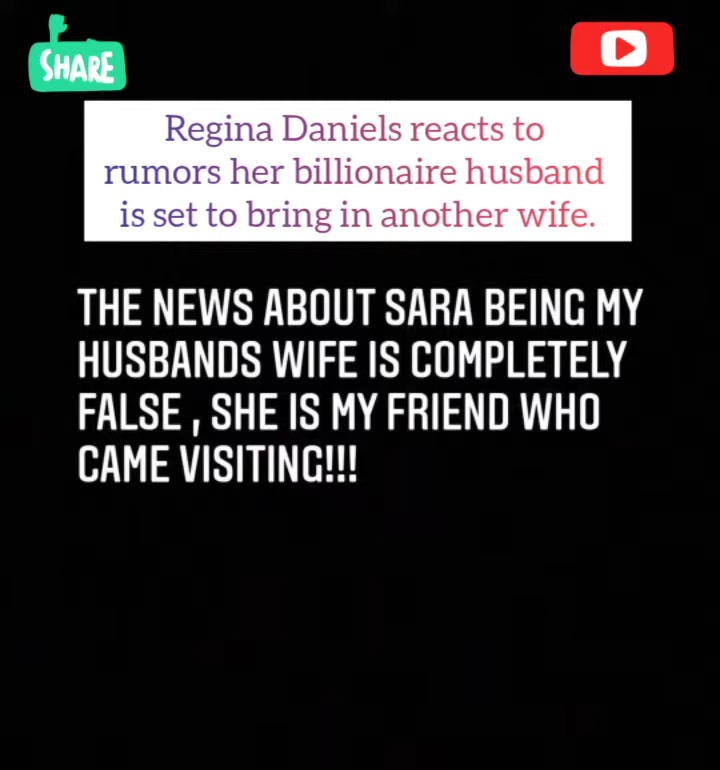 SHARE
Regina Daniels reacts to
rumors her billionaire husband
is set to bring in another wife.
THE NEWS ABOUT SARA BEING MY
HUSBANDS WIFE IS COMPLETELY
FALSE , SHE IS MY FRIEND WHO
CAME VISITING!!!